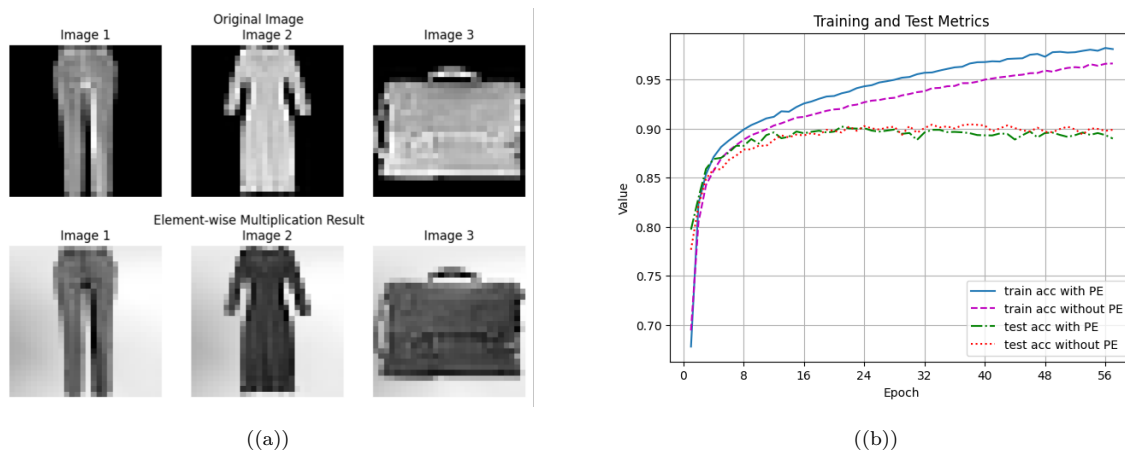 Original Image
Image 1 Image 2 Image 3
Element-wise Multiplication Result
Image 1 Image 2 Image 3
((a))
Training and Test Metrics
Value
0.95
0.90
0.85
0.80
0.75
0.70
train acc with PE
train acc without PE
test acc with PE
test acc without PE
0 8 16 24 32 40 48 56
Epoch
((b))